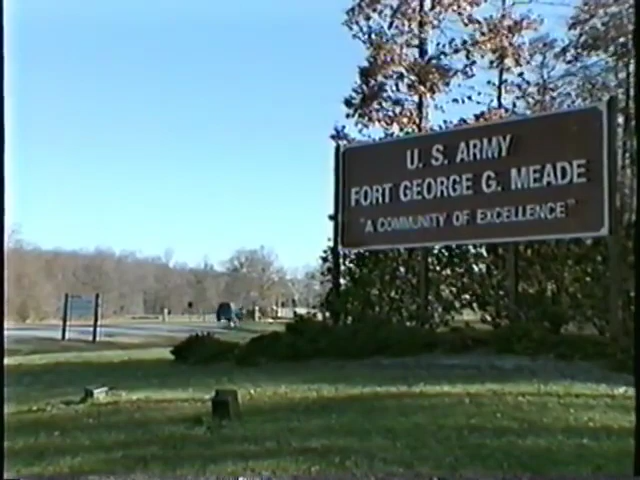 U. S. ARMY
FORT GEORGE G. MEADE
"A COMMUNITY OF EXCELLENCE"